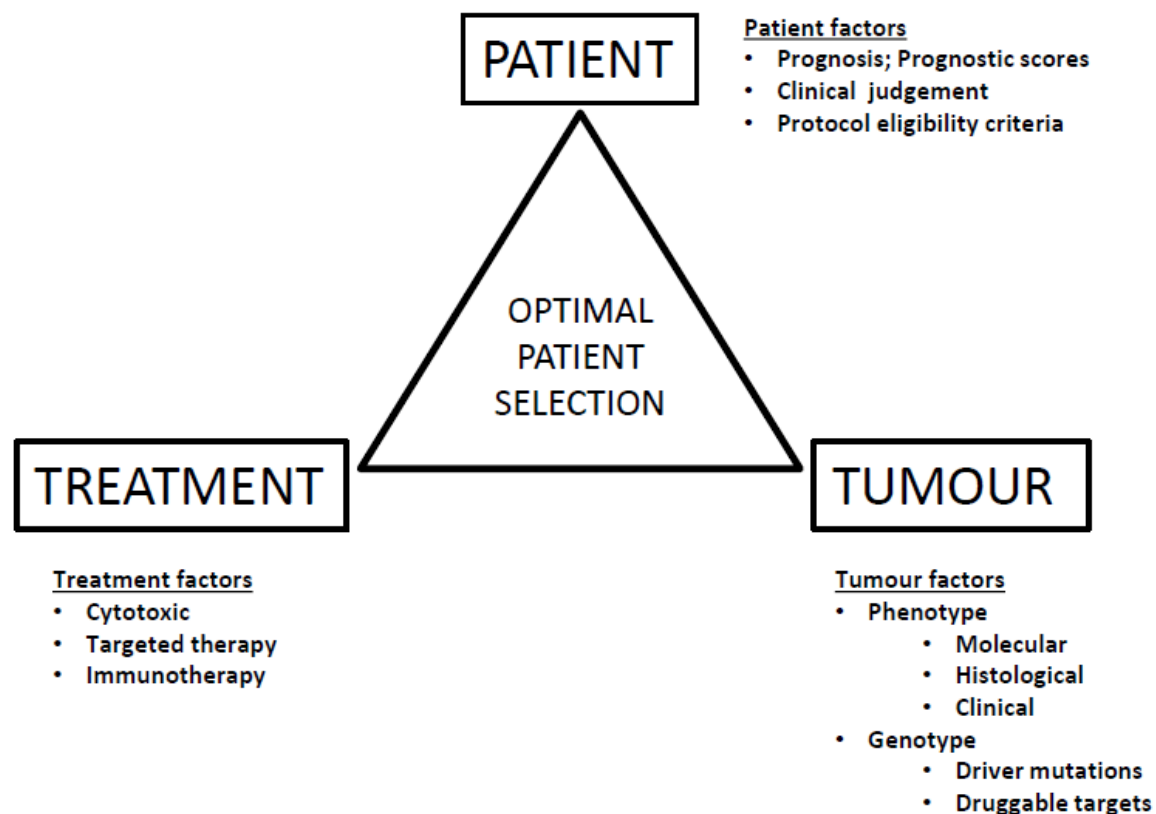 PATIENT
Patient factors
• Prognosis; Prognostic scores
• Clinical judgement
• Protocol eligibility criteria
OPTIMAL
PATIENT
SELECTION
TREATMENT
TUMOUR
Treatment factors
• Cytotoxic
• Targeted therapy
• Immunotherapy
Tumour factors
• Phenotype
• Molecular
• Histological
• Clinical
• Genotype
• Driver mutations
• Druggable targets